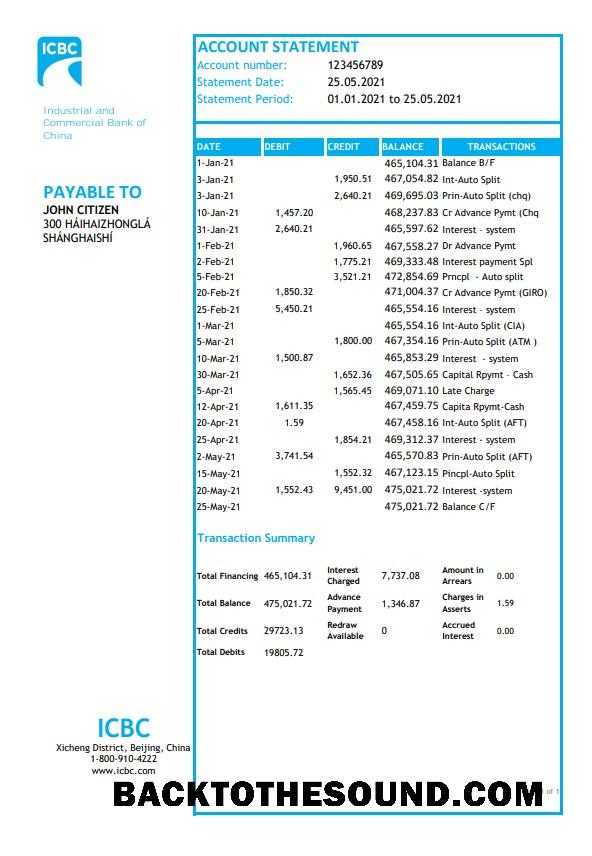 ICBC
Industrial and
Commercial Bank of
China
PAYABLE TO
JOHN CITIZEN
300 HÁIHAIZHONGLÁ
SHÁNGHAISHÍ
ACCOUNT STATEMENT
Account number: 123456789
Statement Date: 25.05.2021
Statement Period: 01.01.2021 to 25.05.2021
DATE DEBIT CREDIT BALANCE TRANSACTIONS
1-Jan-21 465,104.31 Balance B/F
3-Jan-21 1,950.51 467,054.82 Int-Auto Split
3-Jan-21 2,640.21 469,695.03 Prin-Auto Split (chq)
10-Jan-21 1,457.20 468,237.83 Cr Advance Pymt (Chq
31-Jan-21 2,640.21 465,597.62 Interest - system
1-Feb-21 1,960.65 467,558.27 Dr Advance Pymt
2-Feb-21 1,775.21 469,333.48 Interest payment Spl
5-Feb-21 3,521.21 472,854.69 Prncpl - Auto split
20-Feb-21 1,850.32 471,004.37 Cr Advance Pymt (GIRO)
25-Feb-21 5,450.21 465,554.16 Interest - system
1-Mar-21 465,554.16 Int-Auto Split (CIA)
5-Mar-21 1,800.00 467,354.16 Prin-Auto Split (ATM )
10-Mar-21 1,500.87 465,853.29 Interest - system
30-Mar-21 1,652.36 467,505.65 Capital Rpymt - Cash
5-Apr-21 1,565.45 469,071.10 Late Charge
12-Apr-21 1,611.35 467,459.75 Capita Rpymt-Cash
20-Apr-21 1.59 467,458.16 Int-Auto Split (AFT)
25-Apr-21 1,854.21 469,312.37 Interest - system
2-May-21 3,741.54 465,570.83 Prin-Auto Split (AFT)
15-May-21 1,552.32 467,123.15 Pincpl-Auto Split
20-May-21 1,552.43 9,451.00 475,021.72 Interest -system
25-May-21 475,021.72 Balance C/F
Transaction Summary
Total Financing 465,104.31 Interest Charged 7,737.08 Amount in Arrears 0.00
Total Balance 475,021.72 Advance Payment 1,346.87 Charges in Asserts 1.59
Total Credits 29723.13 Redraw Available 0 Accrued Interest 0.00
Total Debits 19805.72
ICBC
Xicheng District, Beijing, China
1-800-910-4222
www.icbc.com
BACKTOTHESOUND.COM
of 1